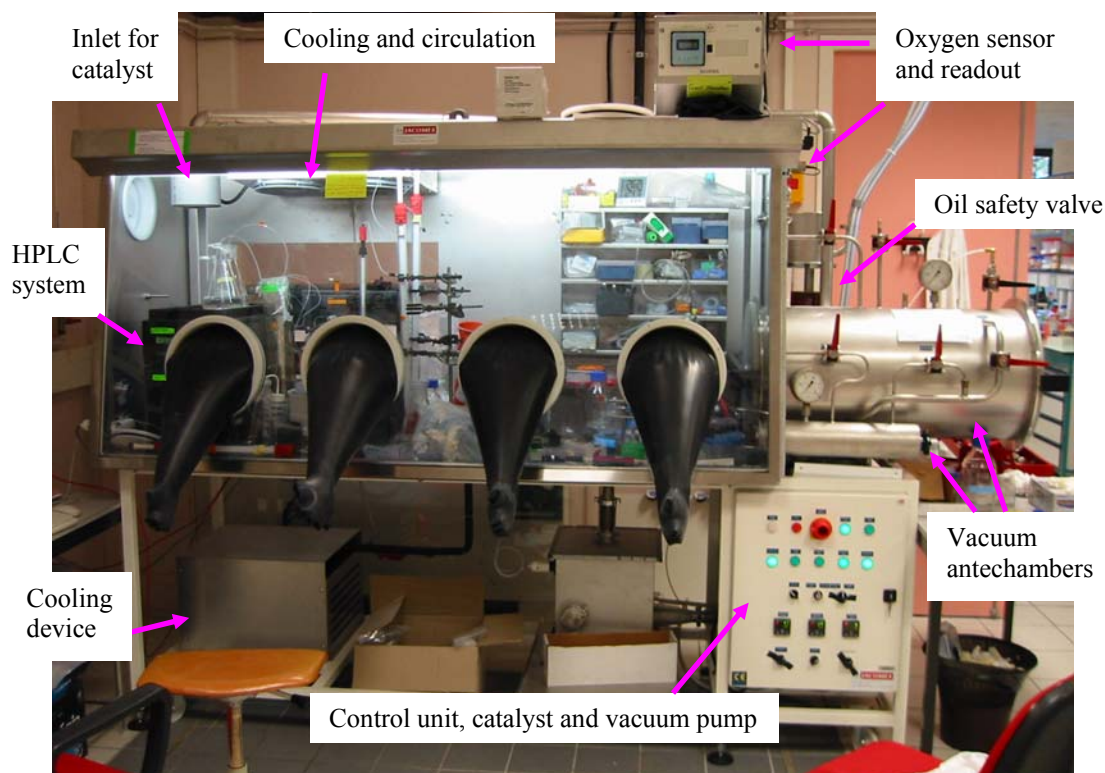 Inlet for
catalyst
Cooling and circulation
Oxygen sensor
and readout
Oil safety valve
HPLC
system
Vacuum
antechambers
Cooling
device
Control unit, catalyst and vacuum pump